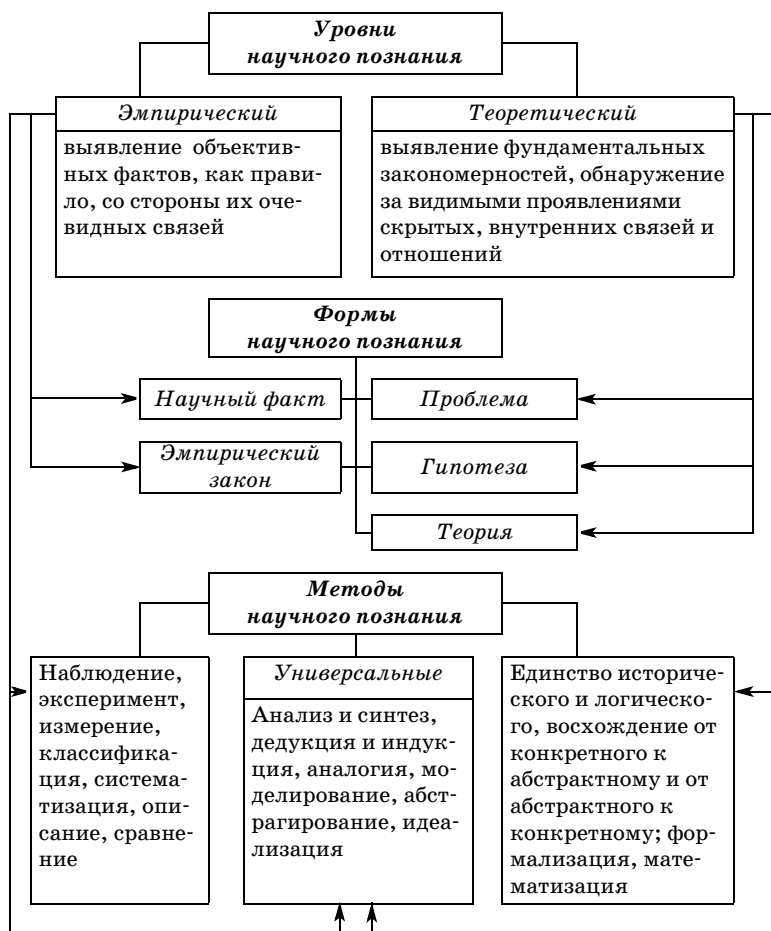 Уровни
научного познания
Эмпирический
выявление объектив-
ных фактов, как прави-
ло, со стороны их оче-
видных связей
Теоретический
выявление фундаментальных
закономерностей, обнаружение
за видимыми проявлениями
скрытых, внутренних связей и
отношений
Формы
научного познания
Научный факт
Проблема
Эмпирический
закон
Гипотеза
Теория
Методы
научного познания
Наблюдение,
эксперимент,
измерение,
классифика-
ция, система-
тизация, опи-
сание, сравне-
ние
Универсальные
Анализ и синтез,
дедукция и индук-
ция, аналогия, мо-
делирование, абст-
рагирование, идеа-
лизация
Единство историче-
ского и логическо-
го, восхождение от
конкретного к
абстрактному и от
абстрактного к
конкретному; фор-
мализация, мате-
матизация